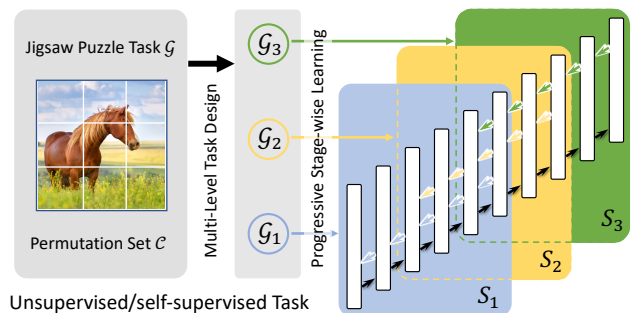 Jigsaw Puzzle Task 𝒢
Permutation Set 𝒞
Unsupervised/self-supervised Task
Multi-Level Task Design
𝒢₃
𝒢₂
𝒢₁
Progressive Stage-wise Learning
S₁
S₂
S₃